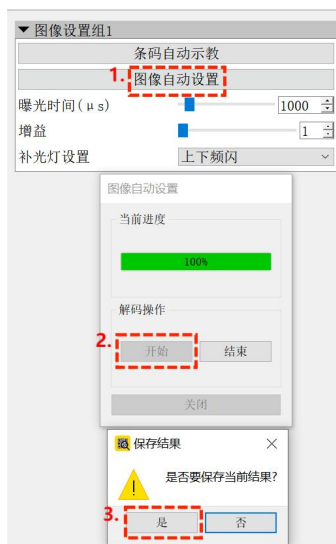 ▼ 图像设置组1
条码自动示教
1. 图像自动设置
曝光时间(μs) 1000
增益 1
补光灯设置 上下频闪
图像自动设置
当前进度
100%
解码操作
2. 开始 结束
关闭
保存结果
是否要保存当前结果?
3. 是 否